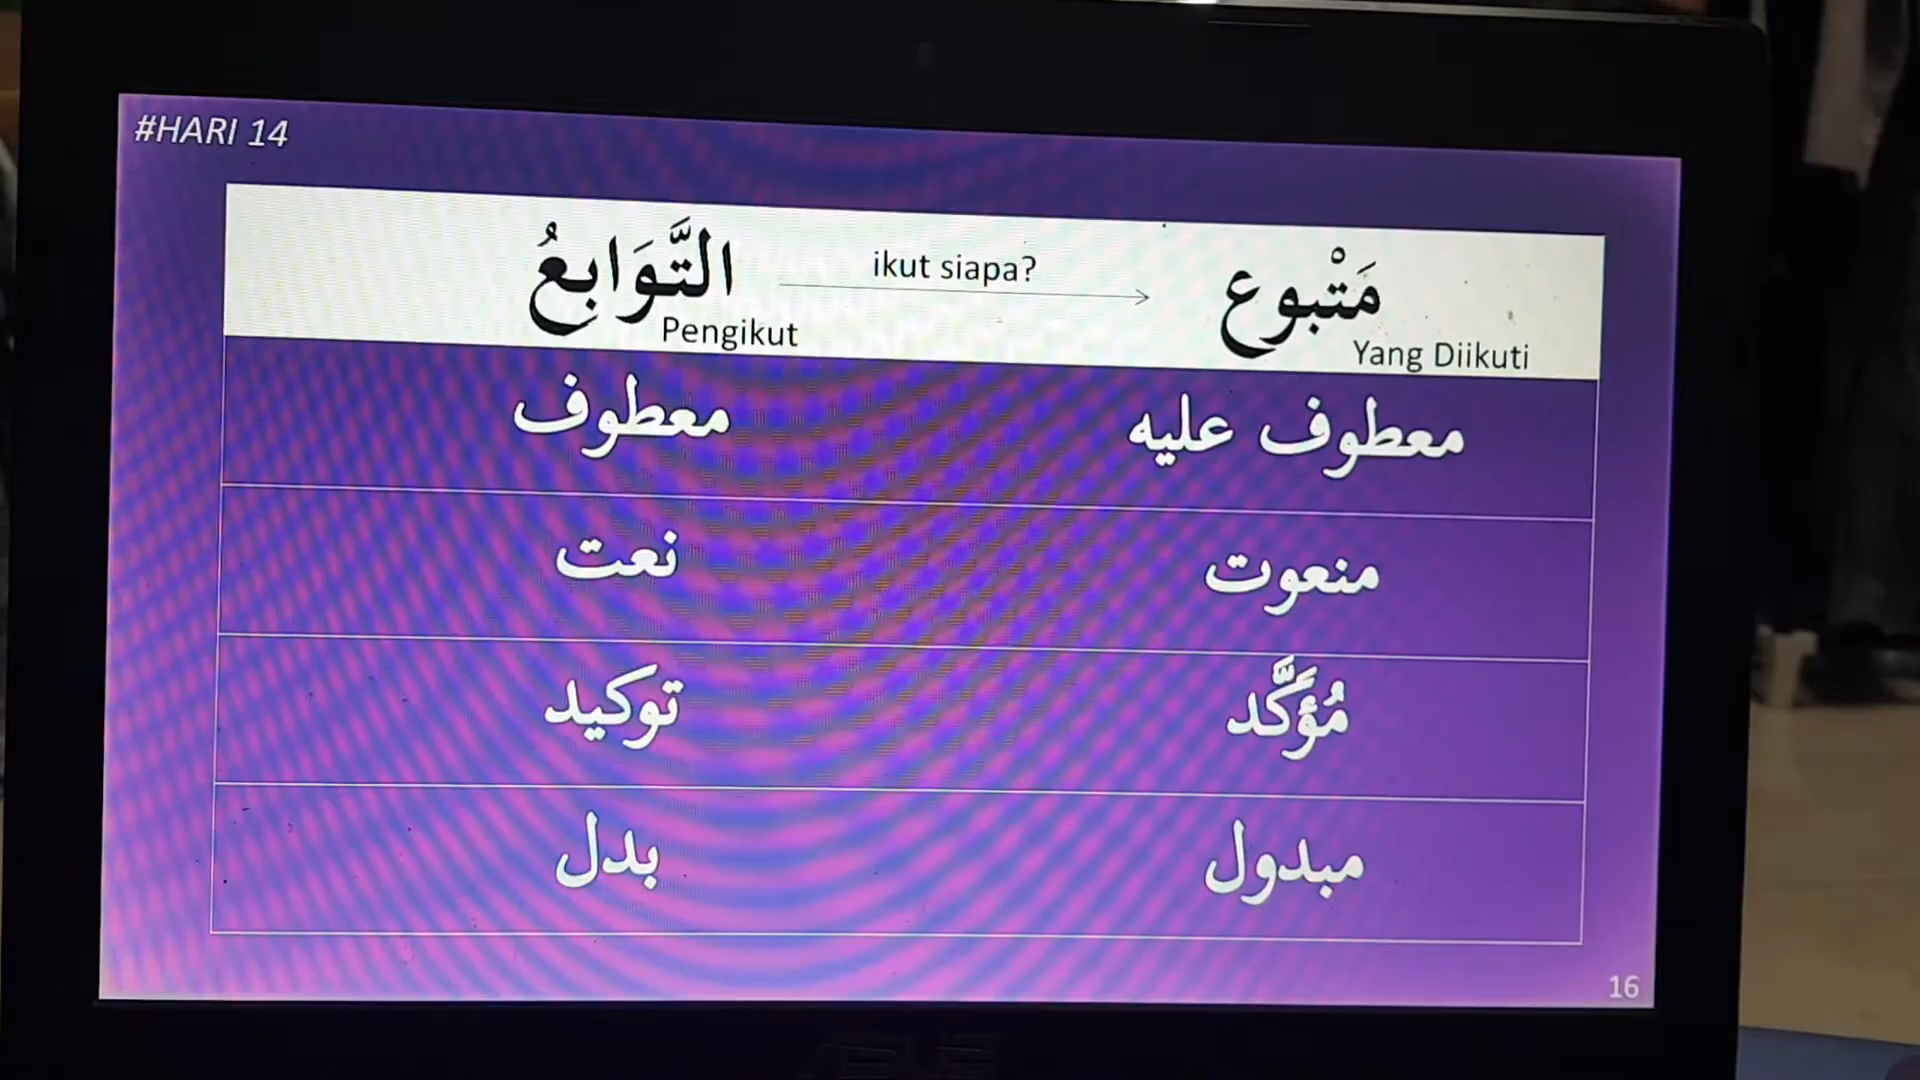 #HARI 14
التَّوَابِعُ ikut siapa? مَتْبوع
Pengikut Yang Diikuti
معطوف معطوف عليه
نعت منعوت
توكيد مُؤَكَّد
بدل مبدول
16